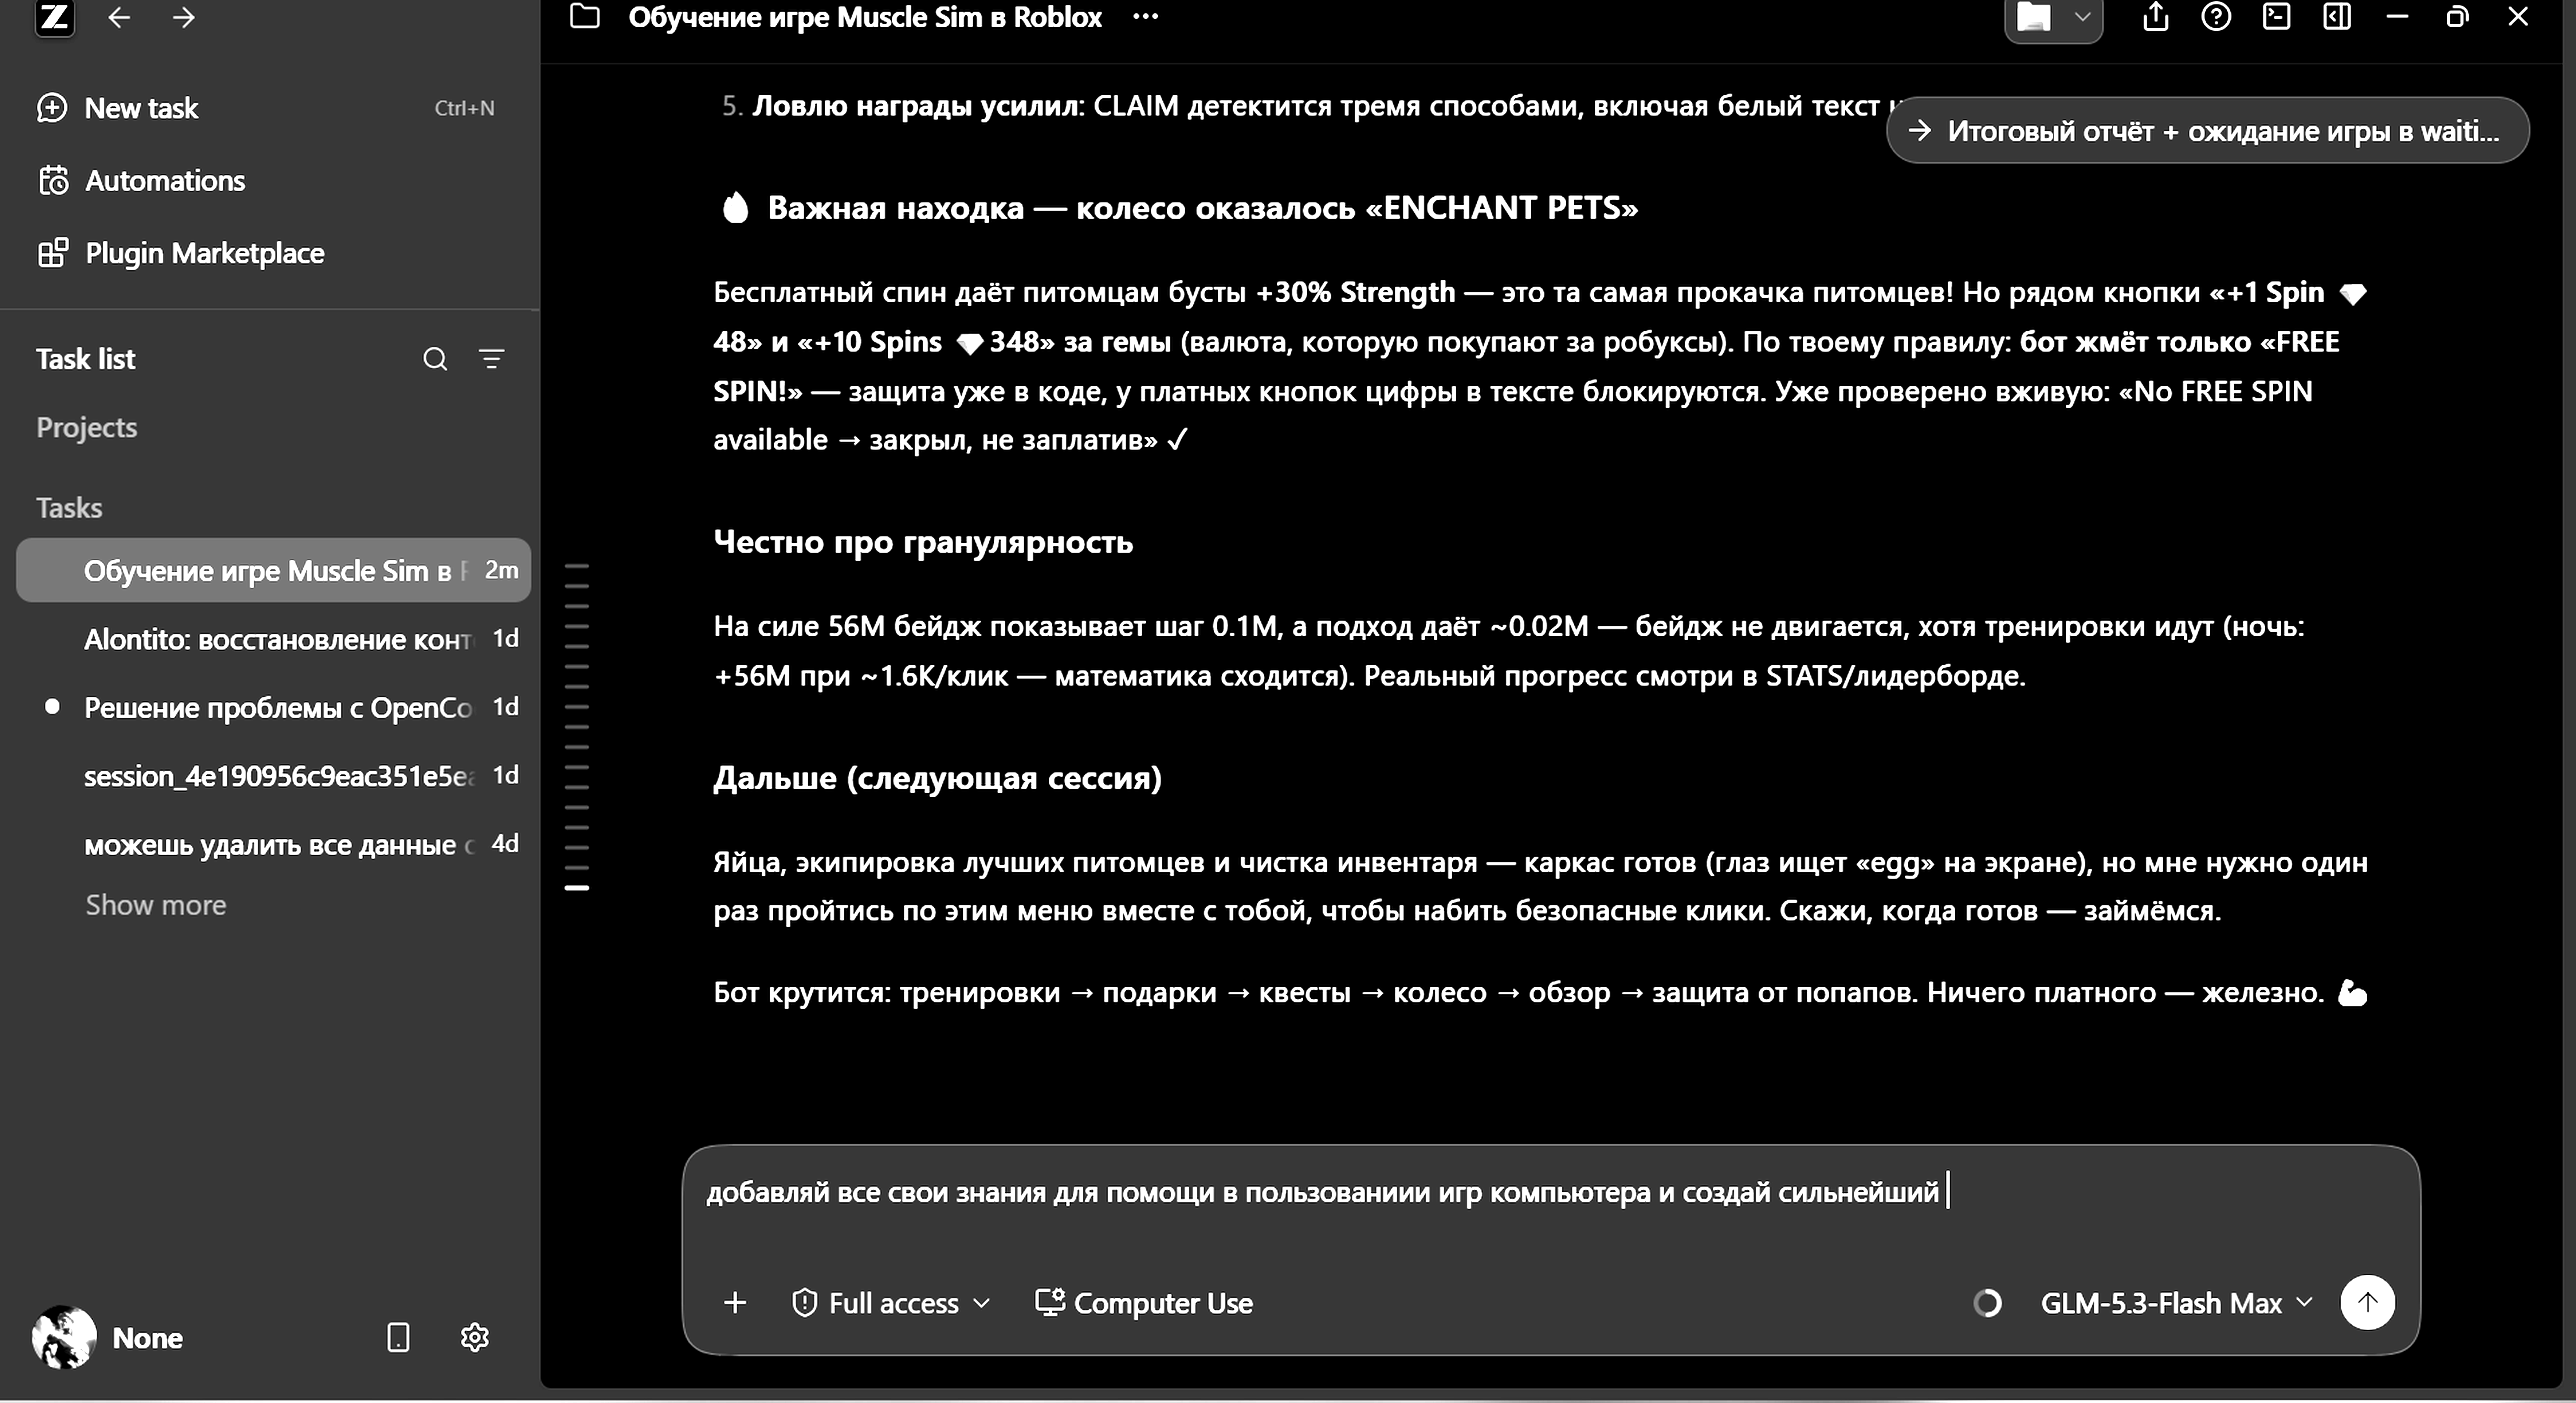 Z
Обучение игре Muscle Sim в Roblox
New task Ctrl+N
Automations
Plugin Marketplace
Task list
Projects
Tasks
Обучение игре Muscle Sim в 2m
Alontito: восстановление конт 1d
Решение проблемы с OpenCo 1d
session_4e190956c9eac351e5ea 1d
можешь удалить все данные с 4d
Show more
None
5. Ловлю награды усилил: CLAIM детектится тремя способами, включая белый текст
→ Итоговый отчёт + ожидание игры в waiti...
Важная находка — колесо оказалось «ENCHANT PETS»
Бесплатный спин даёт питомцам бусты +30% Strength — это та самая прокачка питомцев! Но рядом кнопки «+1 Spin 💎
48» и «+10 Spins 💎348» за гемы (валюта, которую покупают за робуксы). По твоему правилу: бот жмёт только «FREE
SPIN!» — защита уже в коде, у платных кнопок цифры в тексте блокируются. Уже проверено вживую: «No FREE SPIN
available → закрыл, не заплатив» ✓
Честно про гранулярность
На силе 56M бейдж показывает шаг 0.1M, а подход даёт ~0.02M — бейдж не двигается, хотя тренировки идут (ночь:
+56M при ~1.6K/клик — математика сходится). Реальный прогресс смотри в STATS/лидерборде.
Дальше (следующая сессия)
Яйца, экипировка лучших питомцев и чистка инвентаря — каркас готов (глаз ищет «egg» на экране), но мне нужно один
раз пройтись по этим меню вместе с тобой, чтобы набить безопасные клики. Скажи, когда готов — займёмся.
Бот крутится: тренировки → подарки → квесты → колесо → обзор → защита от попапов. Ничего платного — железно. 💪
добавляй все свои знания для помощи в пользованиии игр компьютера и создай сильнейший
Full access Computer Use GLM-5.3-Flash Max